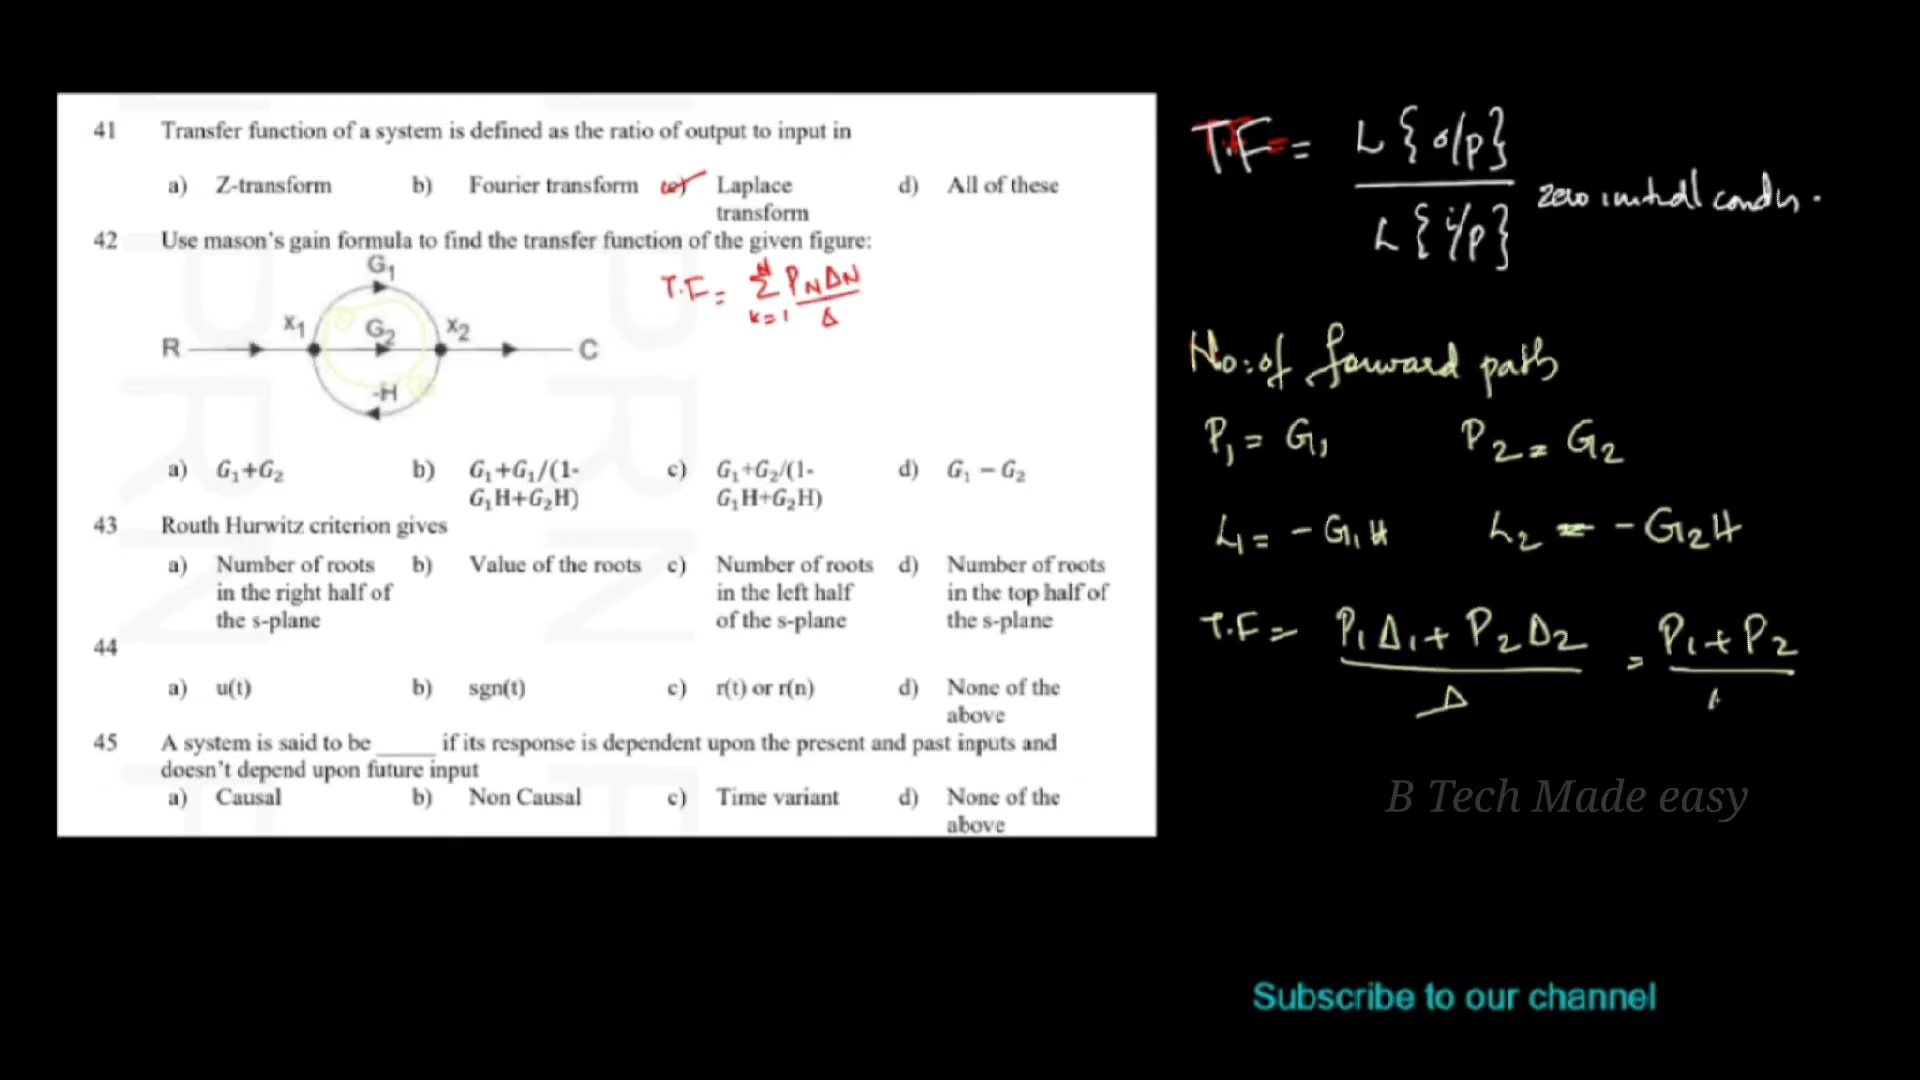 41 Transfer function of a system is defined as the ratio of output to input in
a) Z-transform b) Fourier transform c) Laplace transform d) All of these
42 Use mason's gain formula to find the transfer function of the given figure:
T.F = N Σ k=1 P_N Δ_N / Δ
G₁
X₁ G₂ X₂
R C
-H
a) G₁+G₂ b) G₁+G₁/(1-G₁H+G₂H) c) G₁+G₂/(1-G₁H+G₂H) d) G₁ − G₂
43 Routh Hurwitz criterion gives
a) Number of roots in the right half of the s-plane b) Value of the roots c) Number of roots in the left half of the s-plane d) Number of roots in the top half of the s-plane
44
a) u(t) b) sgn(t) c) r(t) or r(n) d) None of the above
45 A system is said to be _____ if its response is dependent upon the present and past inputs and
doesn't depend upon future input
a) Causal b) Non Causal c) Time variant d) None of the above
T.F = L{o/p} / L{i/p} zero initial
No: of forward path
P₁ = G₁ P₂ = G₂
L₁ = - G₁H L₂ = - G₂H
T.F = P₁Δ₁ + P₂Δ₂ / Δ = P₁ + P₂
B Tech Made easy
Subscribe to our channel